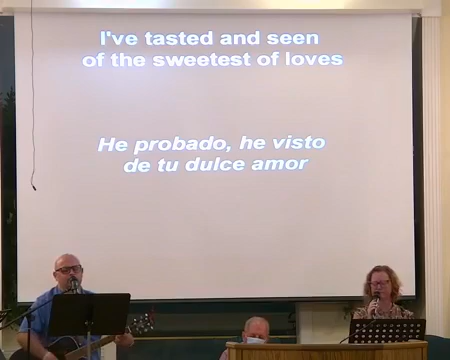 I've tasted and seen
of the sweetest of loves
He probado, he visto
de tu dulce amor